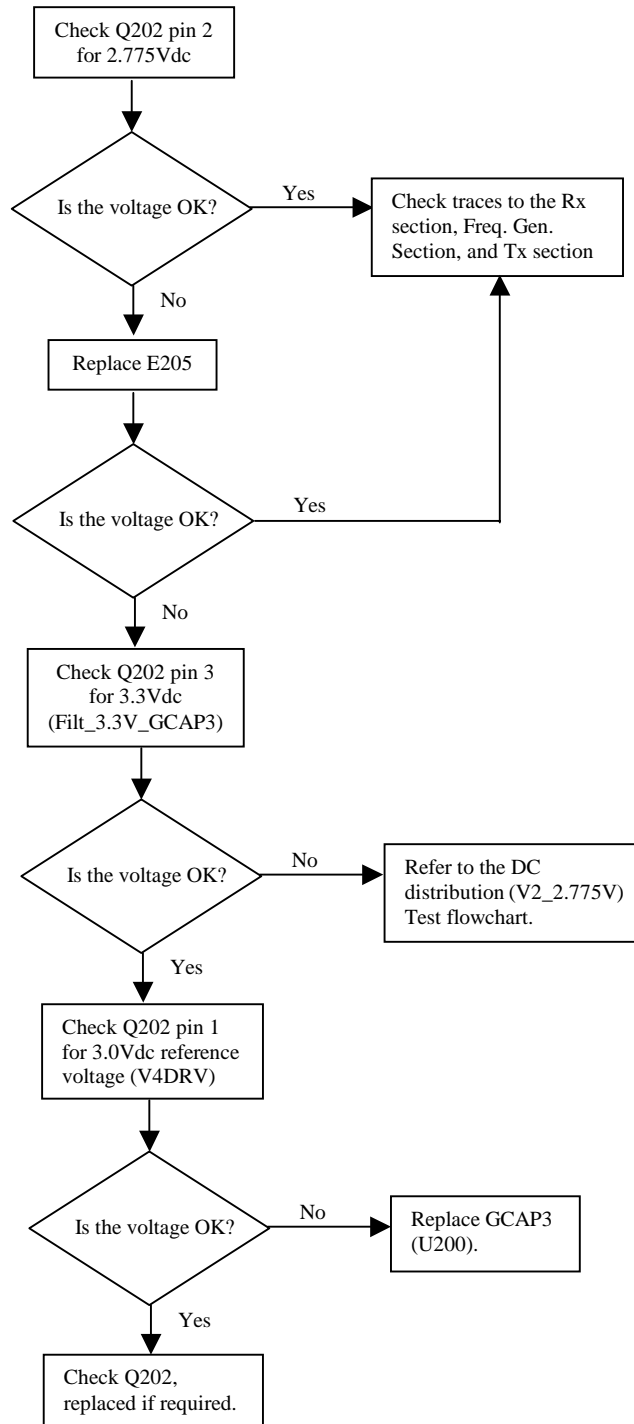 Check Q202 pin 2
for 2.775Vdc
Is the voltage OK?
Yes
Check traces to the Rx
section, Freq. Gen.
Section, and Tx section
No
Replace E205
Is the voltage OK?
Yes
No
Check Q202 pin 3
for 3.3Vdc
(Filt_3.3V_GCAP3)
Is the voltage OK?
No
Refer to the DC
distribution (V2_2.775V)
Test flowchart.
Yes
Check Q202 pin 1
for 3.0Vdc reference
voltage (V4DRV)
Is the voltage OK?
No
Replace GCAP3
(U200).
Yes
Check Q202,
replaced if required.